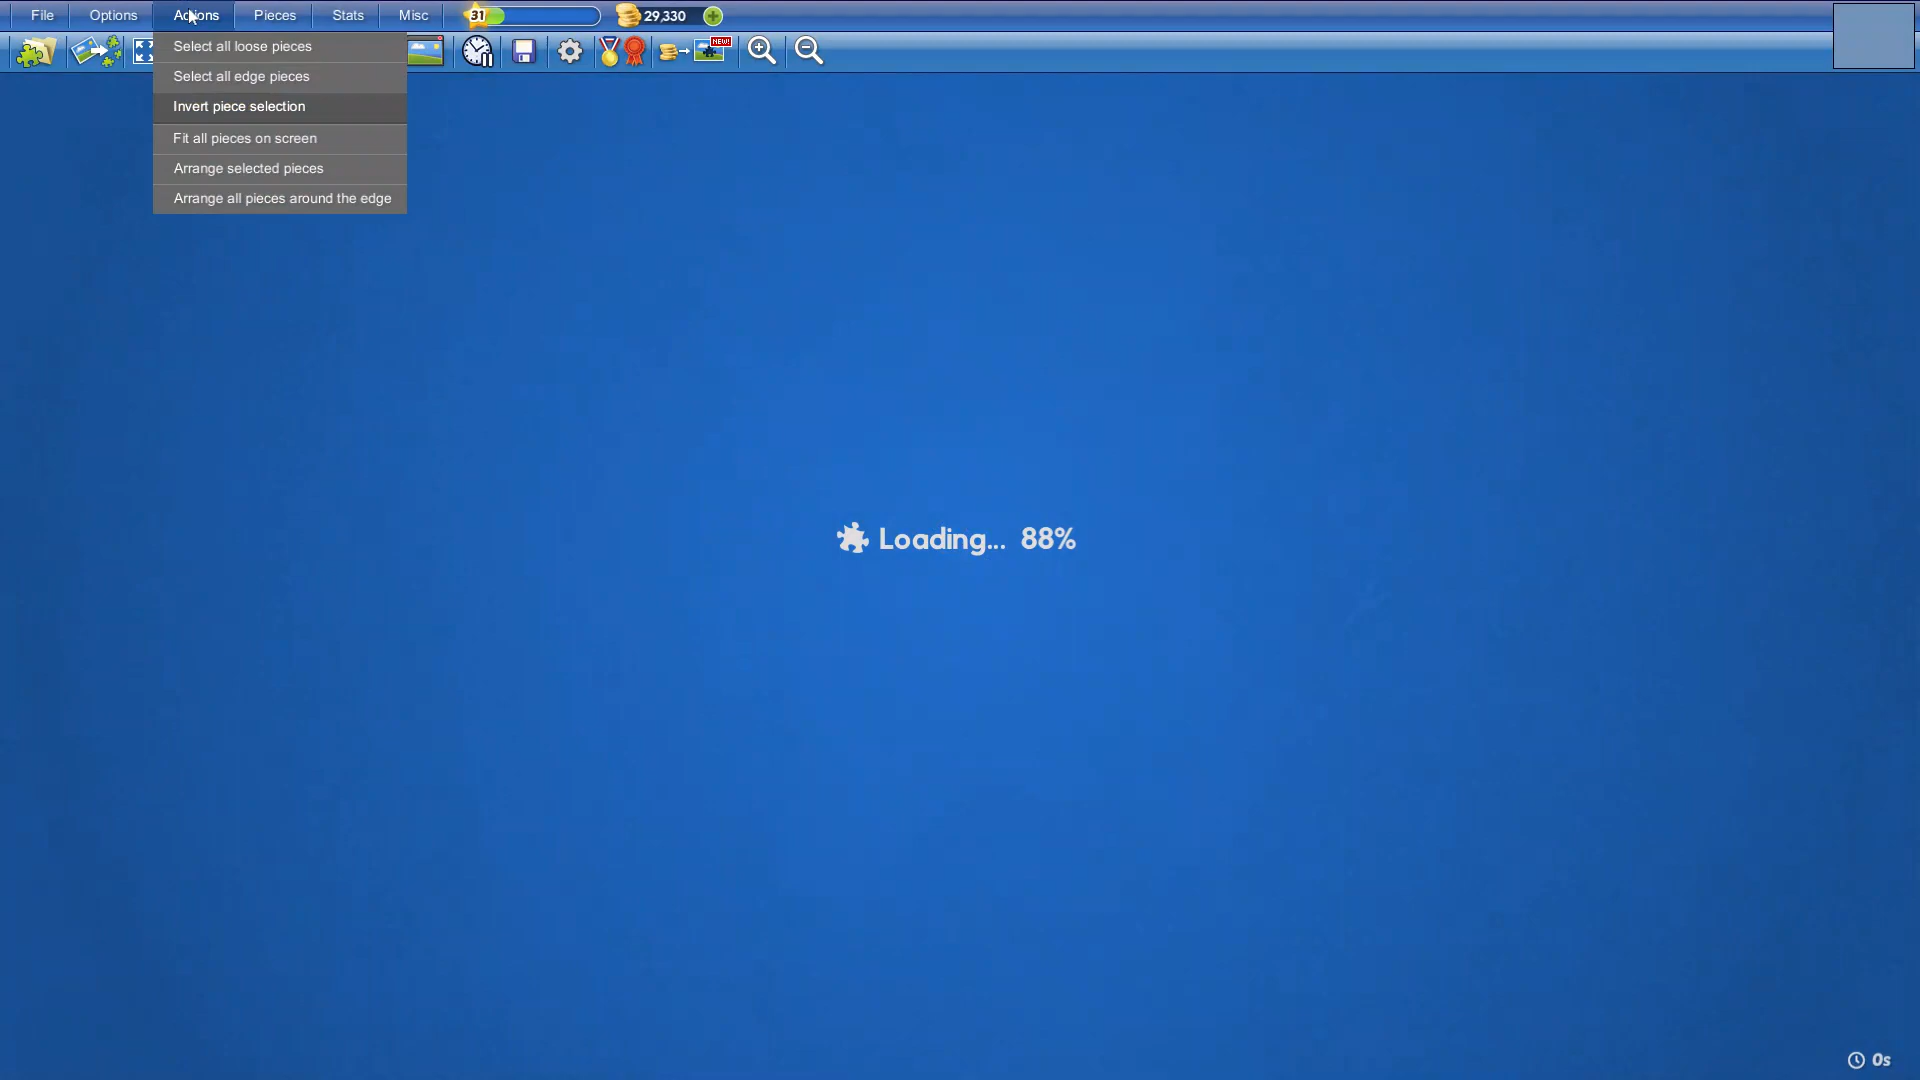 File Options Actions Pieces Stats Misc 31 29,330
NEW!
Select all loose pieces
Select all edge pieces
Invert piece selection
Fit all pieces on screen
Arrange selected pieces
Arrange all pieces around the edge
Loading... 88%
0s